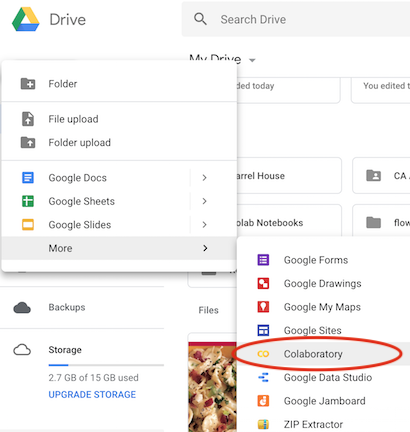 Drive
Search Drive
My Drive
Folder
File upload
Folder upload
Google Docs
Google Sheets
Google Slides
More
ded today
You edited t
arrel House
CA
olab Notebooks
flow
Google Forms
Google Drawings
Google My Maps
Google Sites
Colaboratory
Google Data Studio
Google Jamboard
ZIP Extractor
Backups
Files
Storage
2.7 GB of 15 GB used
UPGRADE STORAGE